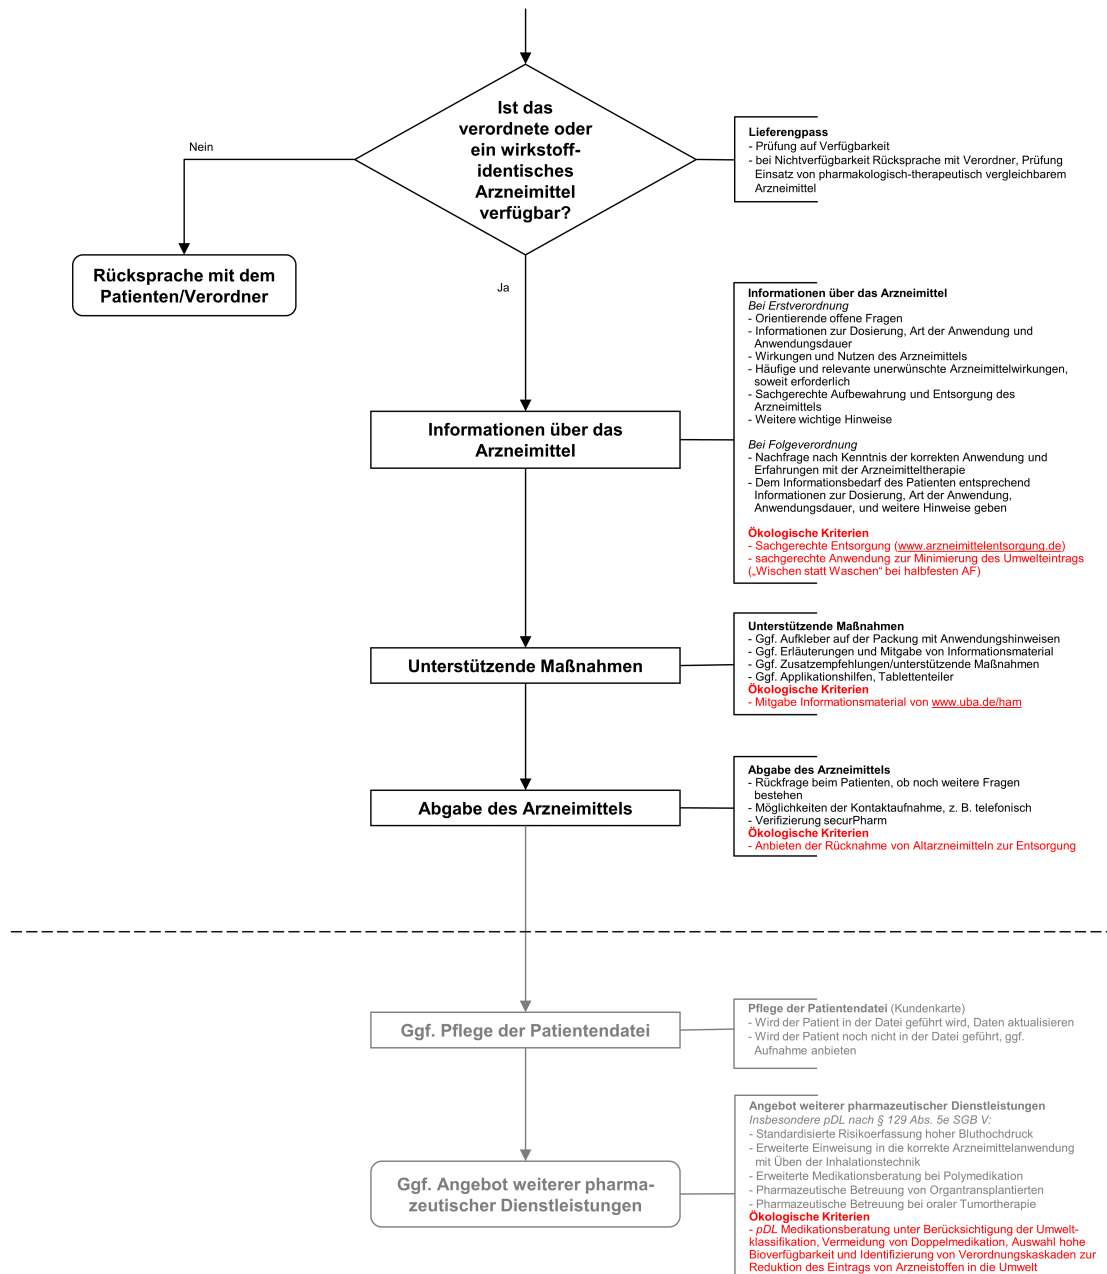 Ist das
verordnete oder
ein wirkstoff-
identisches
Arzneimittel
verfügbar?
Nein
Lieferengpass
- Prüfung auf Verfügbarkeit
- bei Nichtverfügbarkeit Rücksprache mit Verordner, Prüfung
Einsatz von pharmakologisch-therapeutisch vergleichbarem
Arzneimittel
Rücksprache mit dem
Patienten/Verordner
Ja
Informationen über das
Arzneimittel
Informationen über das Arzneimittel
Bei Erstverordnung
- Orientierende offene Fragen
- Informationen zur Dosierung, Art der Anwendung und
Anwendungsdauer
- Wirkungen und Nutzen des Arzneimittels
- Häufige und relevante unerwünschte Arzneimittelwirkungen,
soweit erforderlich
- Sachgerechte Aufbewahrung und Entsorgung des
Arzneimittels
- Weitere wichtige Hinweise
Bei Folgeverordnung
- Nachfrage nach Kenntnis der korrekten Anwendung und
Erfahrungen mit der Arzneimitteltherapie
- Dem Informationsbedarf des Patienten entsprechend
Informationen zur Dosierung, Art der Anwendung,
Anwendungsdauer, und weitere Hinweise geben
Ökologische Kriterien
- Sachgerechte Entsorgung (www.arzneimittelentsorgung.de)
- sachgerechte Anwendung zur Minimierung des Umwelteintrags
(„Wischen statt Waschen“ bei halbfesten AF)
Unterstützende Maßnahmen
Unterstützende Maßnahmen
- Ggf. Aufkleber auf der Packung mit Anwendungshinweisen
- Ggf. Erläuterungen und Mitgabe von Informationsmaterial
- Ggf. Zusatzempfehlungen/unterstützende Maßnahmen
- Ggf. Applikationshilfen, Tablettenteiler
Ökologische Kriterien
- Mitgabe Informationsmaterial von www.uba.de/ham
Abgabe des Arzneimittels
Abgabe des Arzneimittels
- Rückfrage beim Patienten, ob noch weitere Fragen
bestehen
- Möglichkeiten der Kontaktaufnahme, z. B. telefonisch
- Verifizierung securPharm
Ökologische Kriterien
- Anbieten der Rücknahme von Altarzneimitteln zur Entsorgung
Ggf. Pflege der Patientendatei
Pflege der Patientendatei (Kundenkarte)
- Wird der Patient in der Datei geführt wird, Daten aktualisieren
- Wird der Patient noch nicht in der Datei geführt, ggf.
Aufnahme anbieten
Ggf. Angebot weiterer pharma-
zeutischer Dienstleistungen
Angebot weiterer pharmazeutischer Dienstleistungen
Insbesondere pDL nach § 129 Abs. 5e SGB V:
- Standardisierte Risikoerfassung hoher Bluthochdruck
- Erweiterte Einweisung in die korrekte Arzneimittelanwendung
mit Üben der Inhalationstechnik
- Erweiterte Medikationsberatung bei Polymedikation
- Pharmazeutische Betreuung von Organtransplantierten
- Pharmazeutische Betreuung bei oraler Tumortherapie
Ökologische Kriterien
- pDL Medikationsberatung unter Berücksichtigung der Umwelt-
klassifikation, Vermeidung von Doppelmedikation, Auswahl hohe
Bioverfügbarkeit und Identifizierung von Verordnungskaskaden zur
Reduktion des Eintrags von Arzneistoffen in die Umwelt